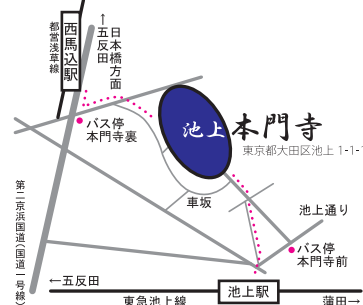 都営浅草線
西馬込駅
→五反田
日本橋方面
池上本門寺
東京都大田区池上 1-1-1
バス停
本門寺裏
車坂
池上通り
バス停
本門寺前
第二京浜国道(国道一号線)
←五反田
東急池上線
池上駅
蒲田→